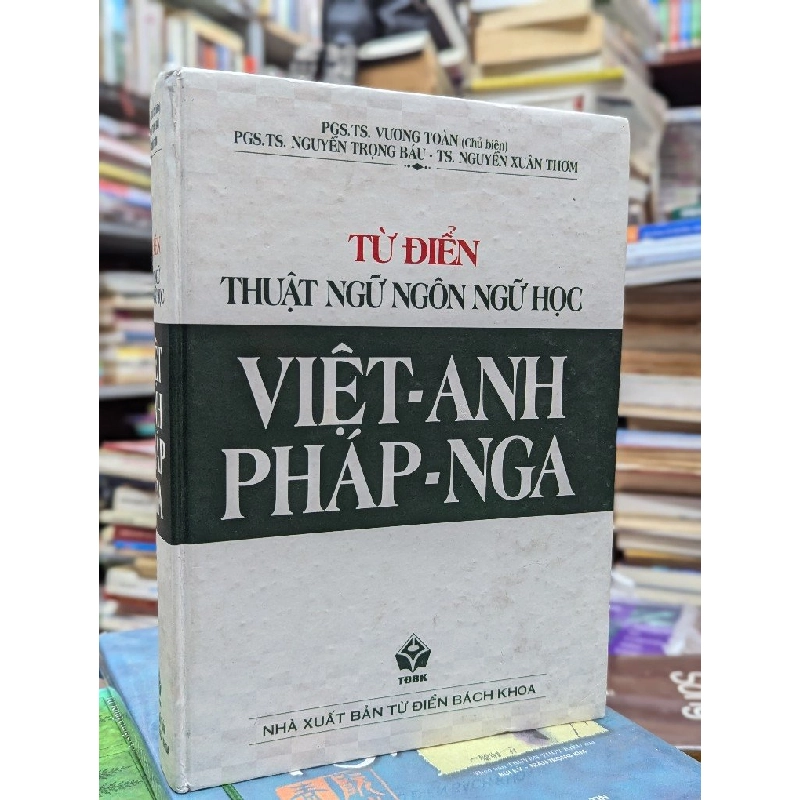 PGS.TS. VƯƠNG TOÀN (Chủ biên)
PGS.TS. NGUYỄN TRỌNG BÁU - TS. NGUYỄN XUÂN THƠM
TỪ ĐIỂN
THUẬT NGỮ NGÔN NGỮ HỌC
VIỆT-ANH
PHÁP-NGA
TĐBK
NHÀ XUẤT BẢN TỪ ĐIỂN BÁCH KHOA